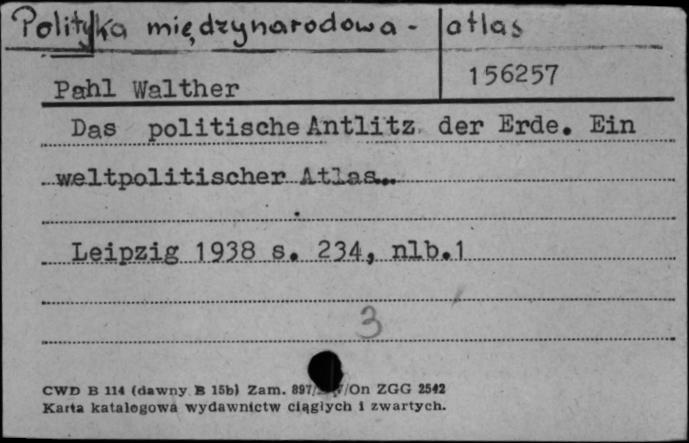 Polityka międzynarodowa - atlas
156257
Pahl Walther
Das politische Antlitz der Erde. Ein
weltpolitischer Atlas..
Leipzig 1938 s. 234, nlb.1
3
CWD B 114 (dawny B 15b) Zam. 897/ /On ZGG 2542
Karta katalogowa wydawnictw ciągłych i zwartych.